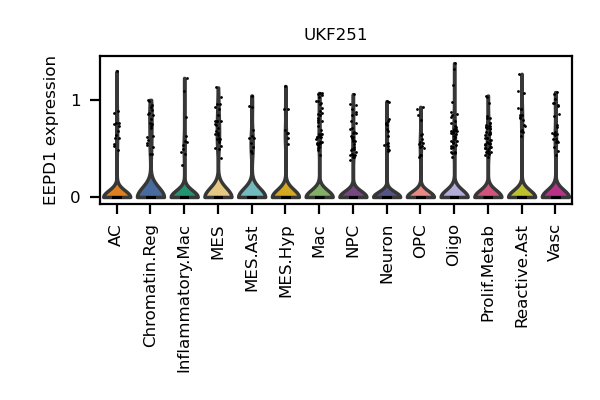 UKF251
EEPD1 expression
1
0
AC
Chromatin.Reg
Inflammatory.Mac
MES
MES.Ast
MES.Hyp
Mac
NPC
Neuron
OPC
Oligo
Prolif.Metab
Reactive.Ast
Vasc